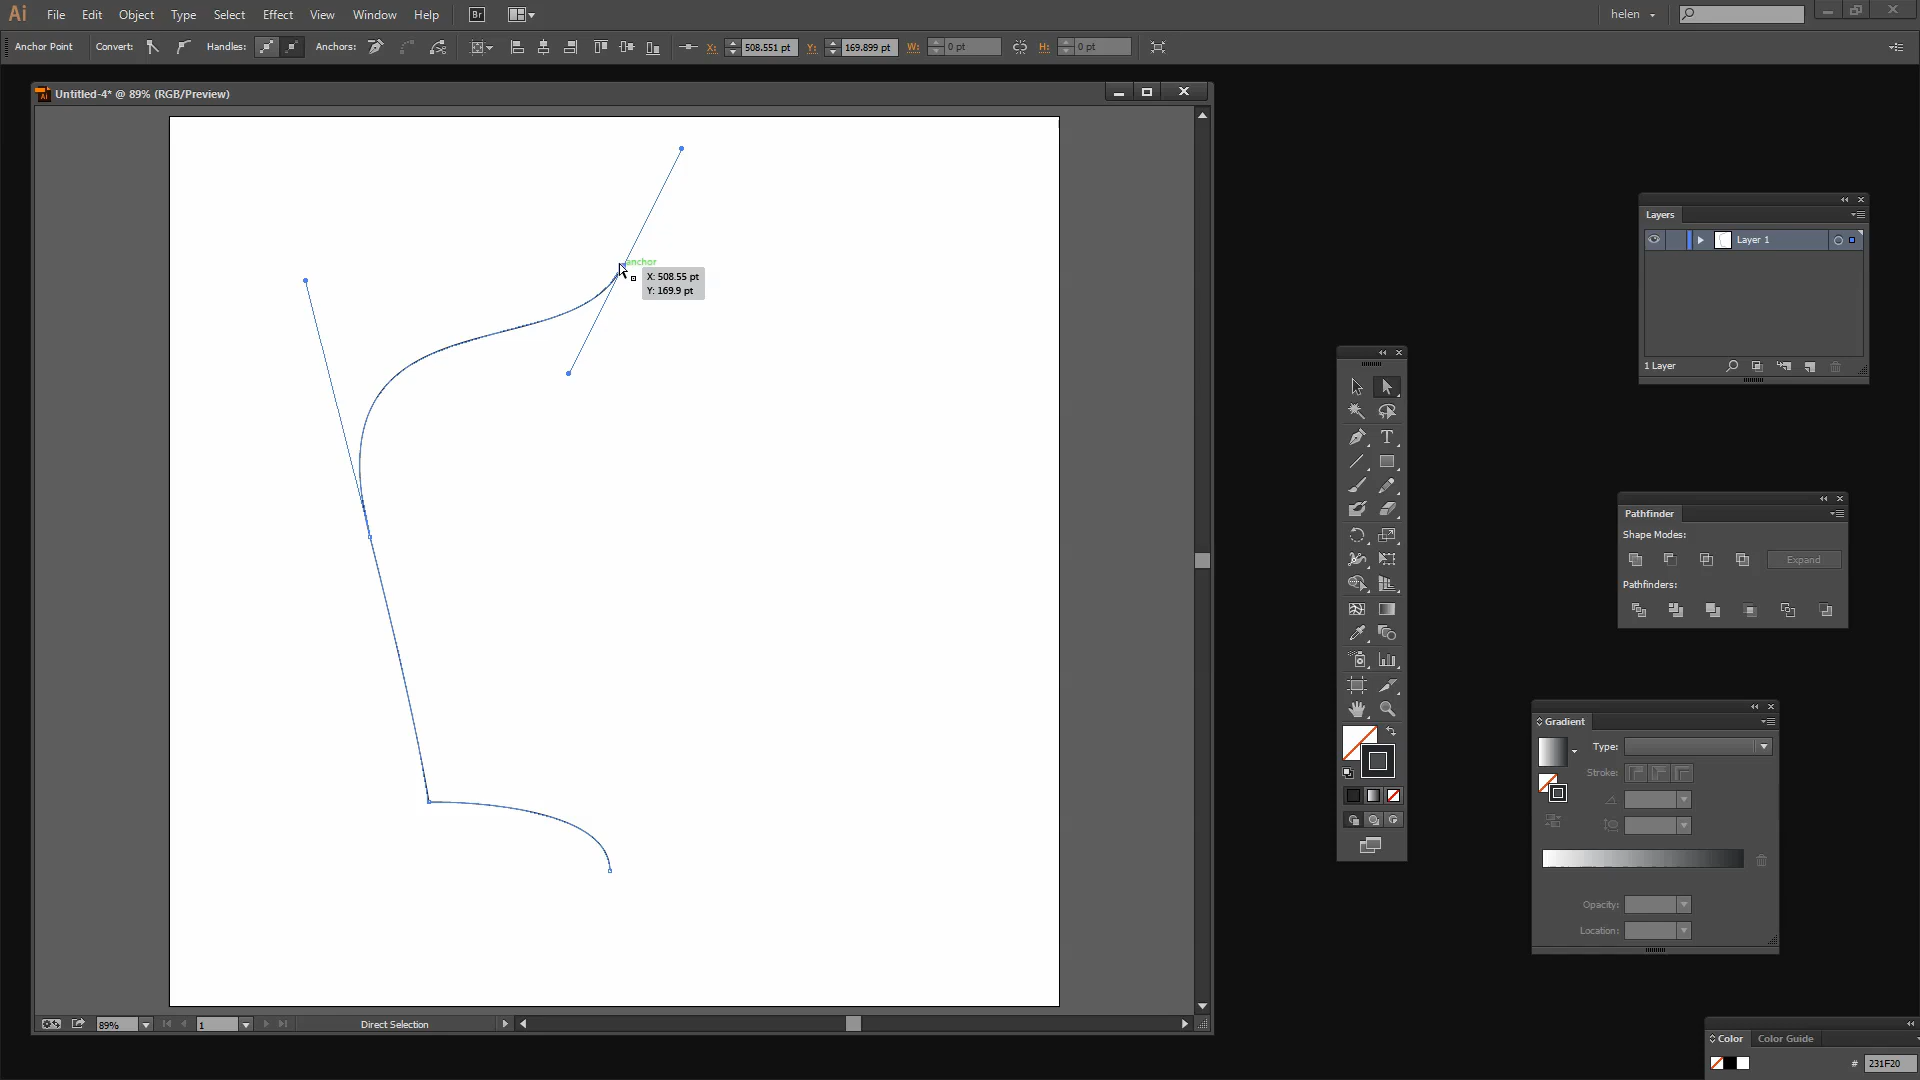 Ai File Edit Object Type Select Effect View Window Help Br helen
Anchor Point Convert: Handles: Anchors: X: 508.551 pt Y: 169.899 pt W: 0 pt H: 0 pt
Untitled-4* @ 89% (RGB/Preview)
anchor
X: 508.55 pt
Y: 169.9 pt
89% 1 Direct Selection
T
Layers
Layer 1
1 Layer
Pathfinder
Shape Modes:
Expand
Pathfinders:
Gradient
Type:
Stroke:
Opacity:
Location:
Color Color Guide
# 231F20